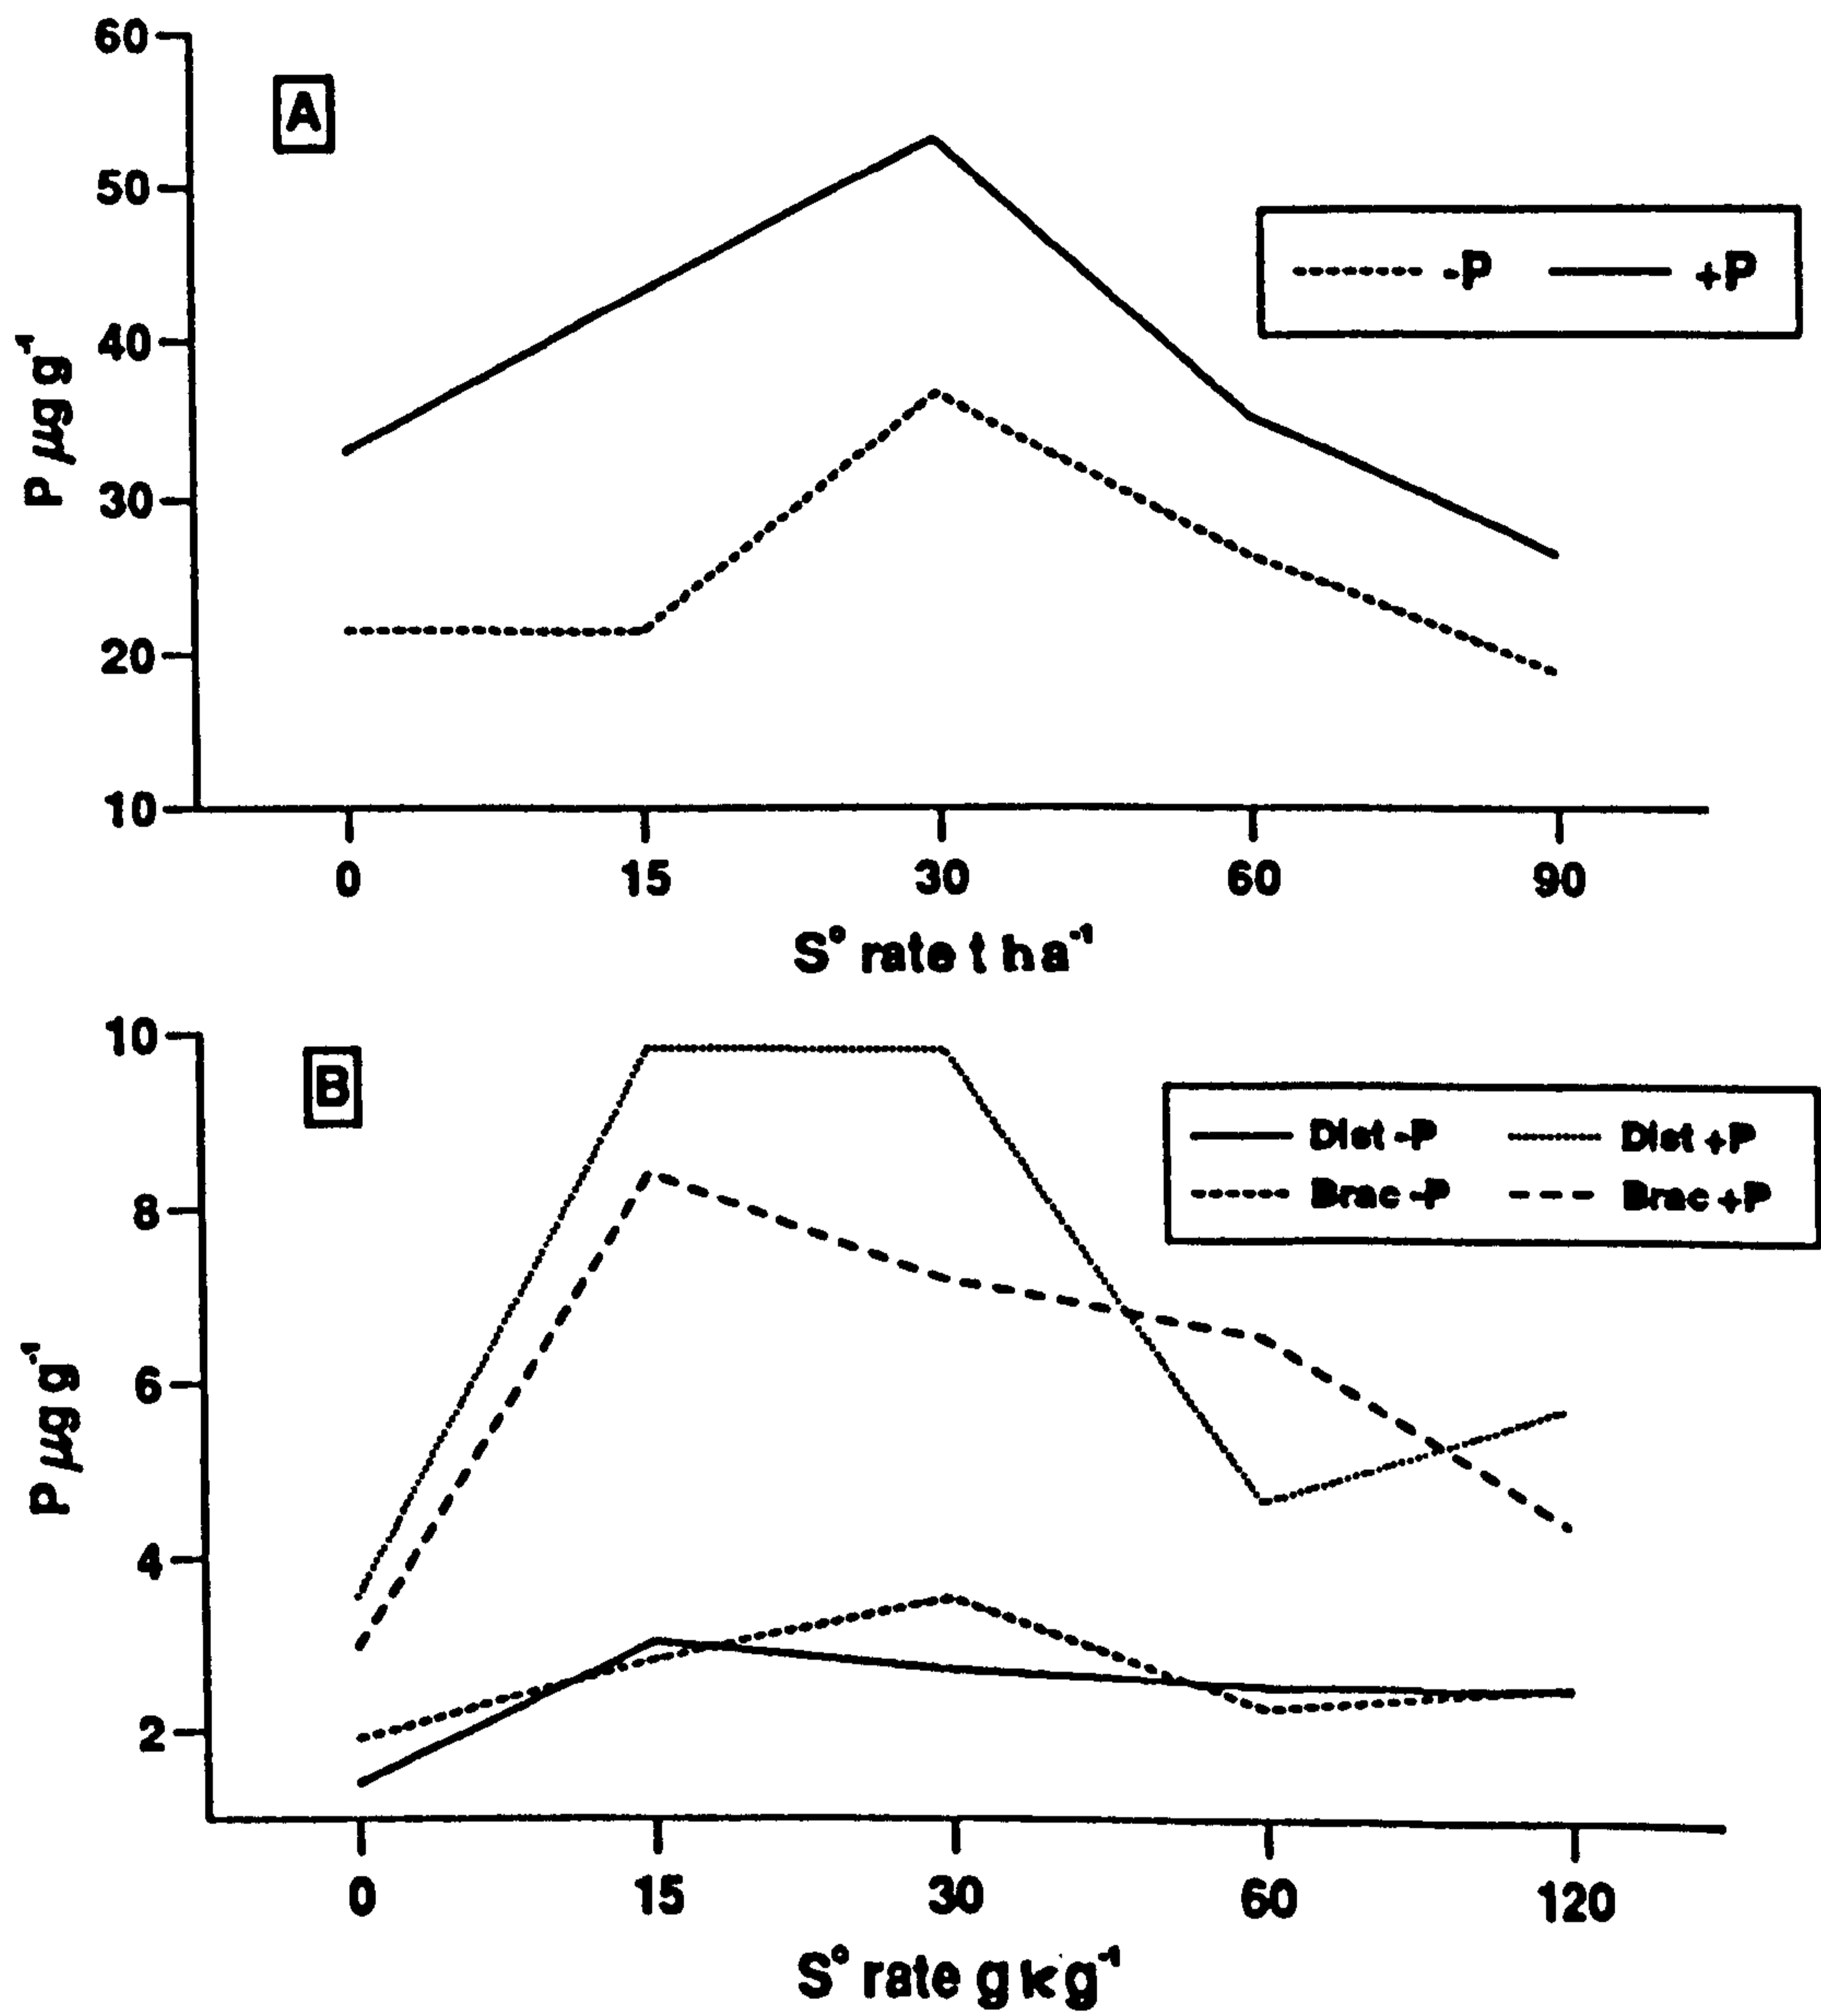 60
A
50
-P +P
40
P µg g⁻¹
30
20
10
0 15 30 60 90
S° rate t ha⁻¹
10
B
Dist -P Dist +P
8
Brac -P Brac +P
6
P µg g⁻¹
4
2
0 15 30 60 120
S° rate g kg⁻¹